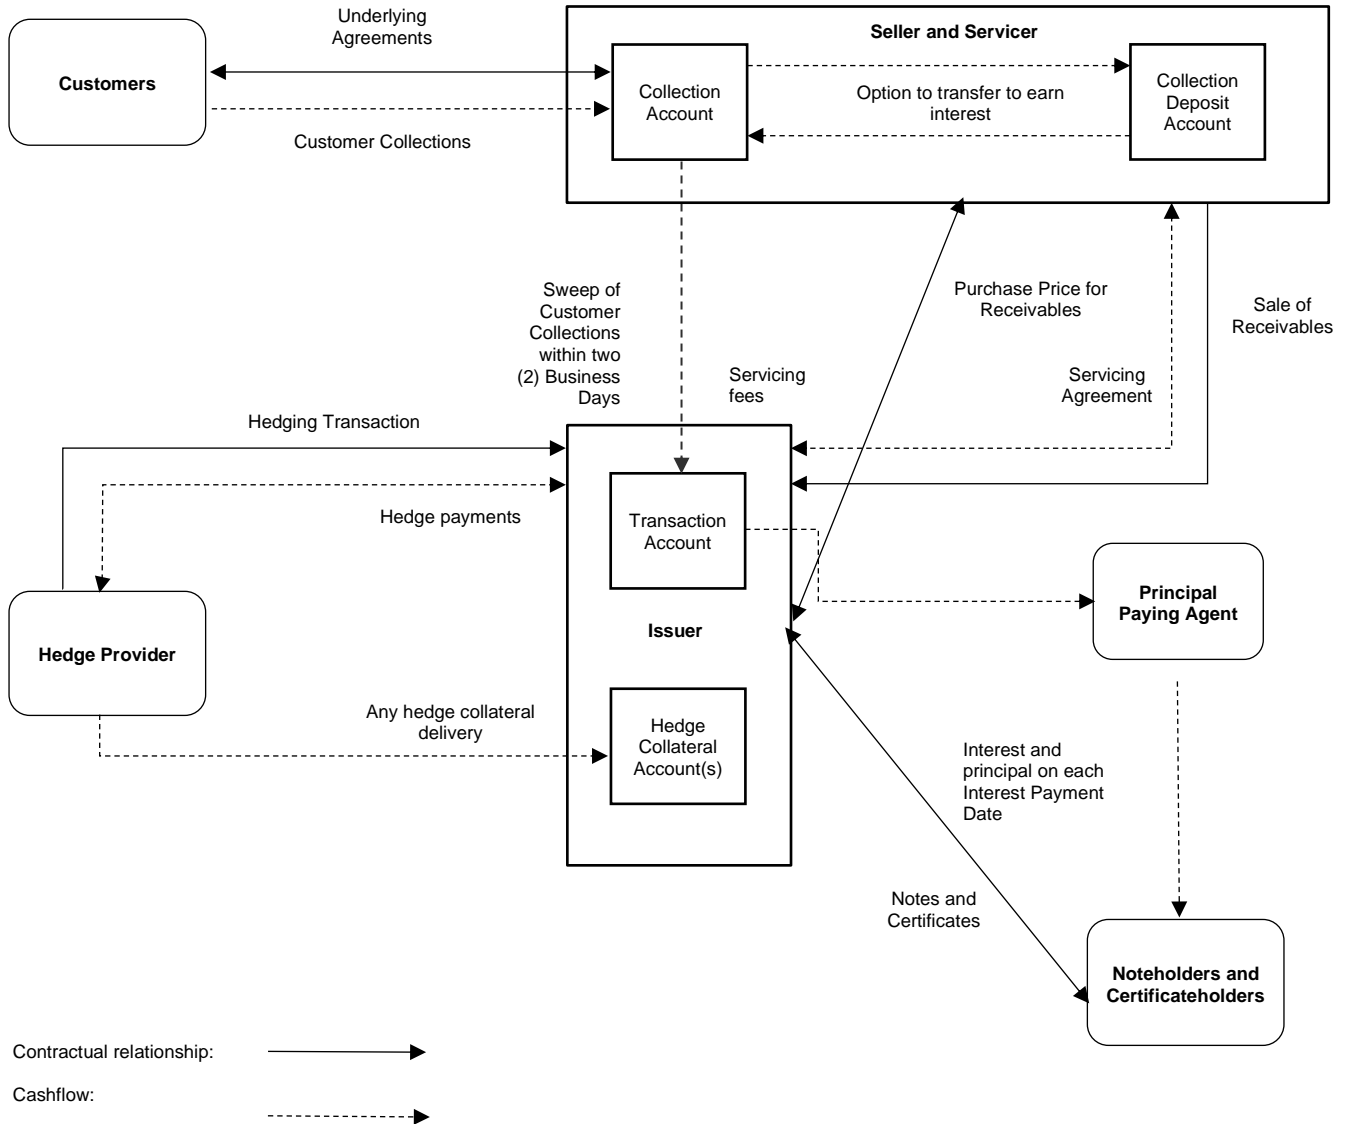 Underlying
Agreements
Customers
Customer Collections
Seller and Servicer
Collection
Account
Option to transfer to earn
interest
Collection
Deposit
Account
Sweep of
Customer
Collections
within two
(2) Business
Days
Servicing
fees
Purchase Price for
Receivables
Servicing
Agreement
Sale of
Receivables
Hedging Transaction
Hedge payments
Hedge Provider
Any hedge collateral
delivery
Transaction
Account
Issuer
Hedge
Collateral
Account(s)
Principal
Paying Agent
Interest and
principal on each
Interest Payment
Date
Notes and
Certificates
Noteholders and
Certificateholders
Contractual relationship:
Cashflow: